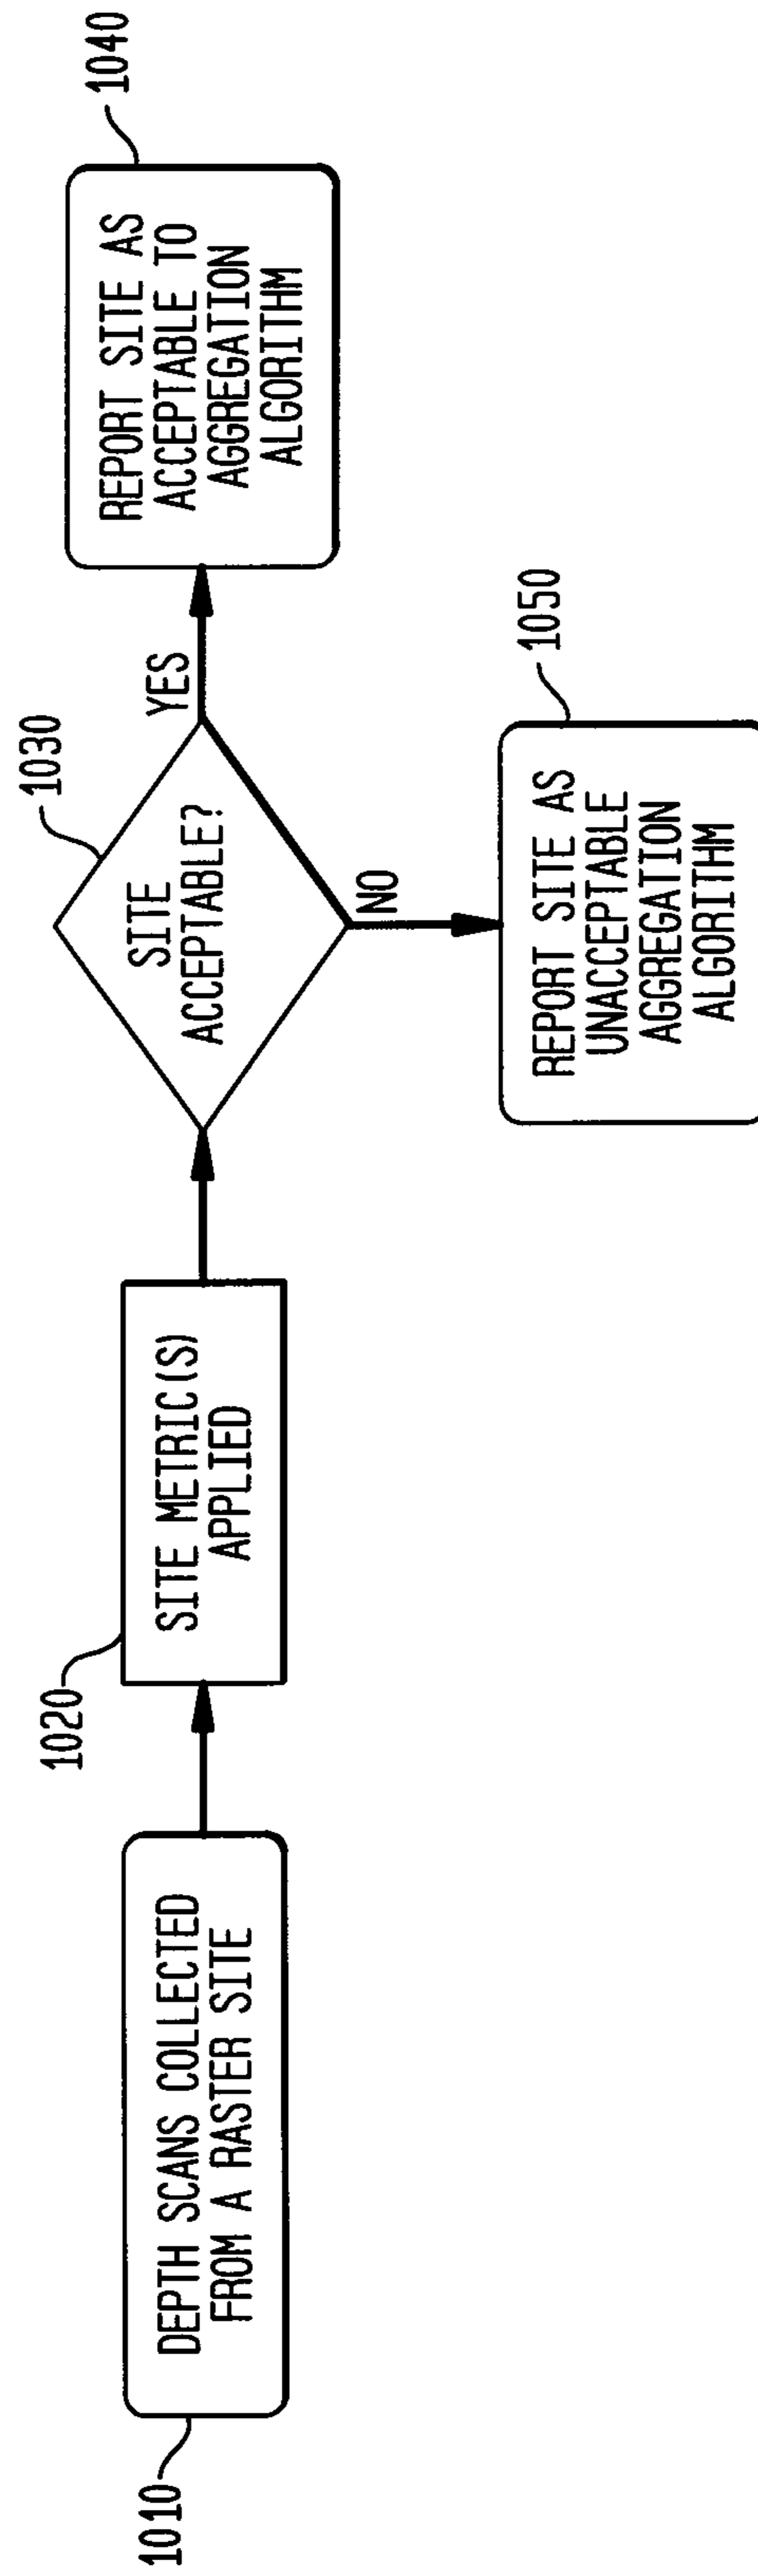 1010
DEPTH SCANS COLLECTED
FROM A RASTER SITE
1020
SITE METRIC(S)
APPLIED
1030
SITE
ACCEPTABLE?
YES
1040
REPORT SITE AS
ACCEPTABLE TO
AGGREGATION
ALGORITHM
NO
1050
REPORT SITE AS
UNACCEPTABLE
AGGREGATION
ALGORITHM